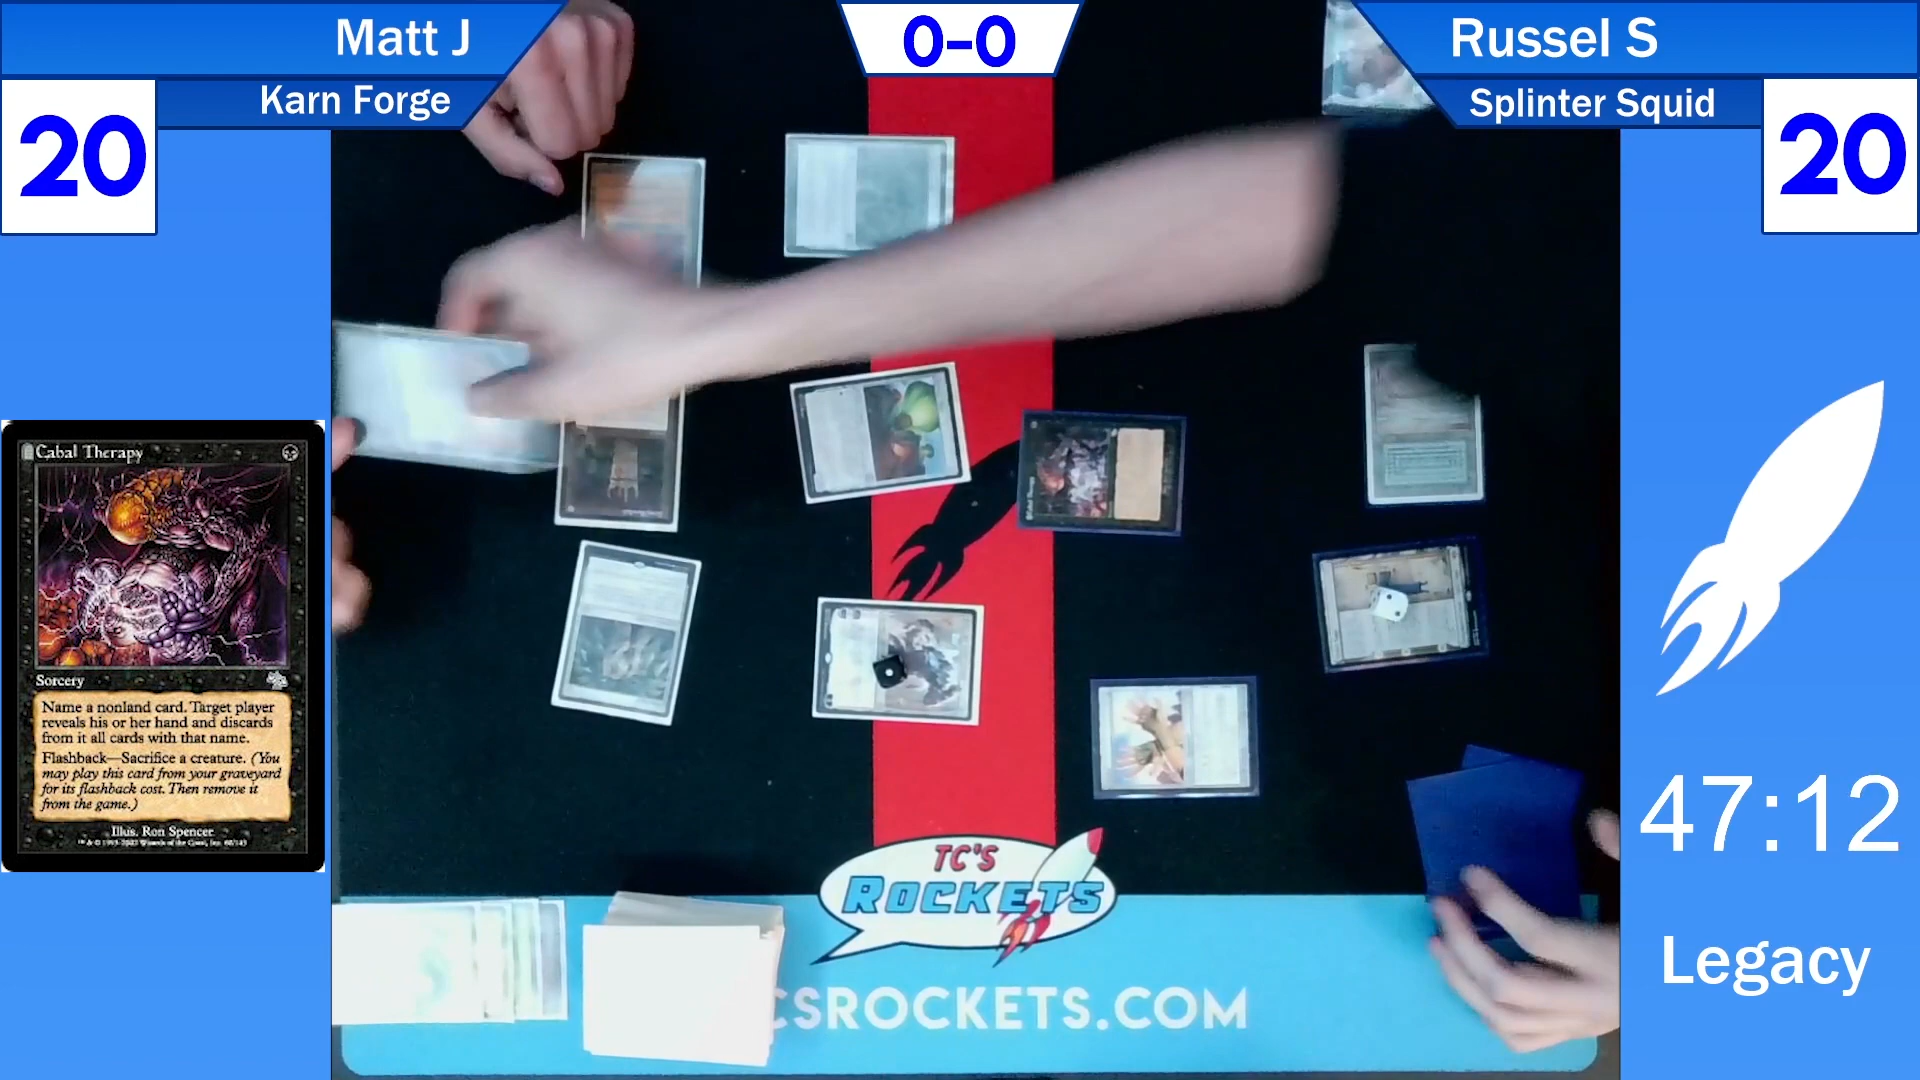 Matt J
0–0
Russel S
Karn Forge
Splinter Squid
20
20
Cabal Therapy
Sorcery
Name a nonland card. Target player
reveals his or her hand and discards
from it all cards with that name.
Flashback—Sacrifice a creature. (You
may play this card from your graveyard
for its flashback cost. Then remove it
from the game.)
Illus. Ron Spencer
47:12
Legacy
TC'S
ROCKETS
CSROCKETS.COM